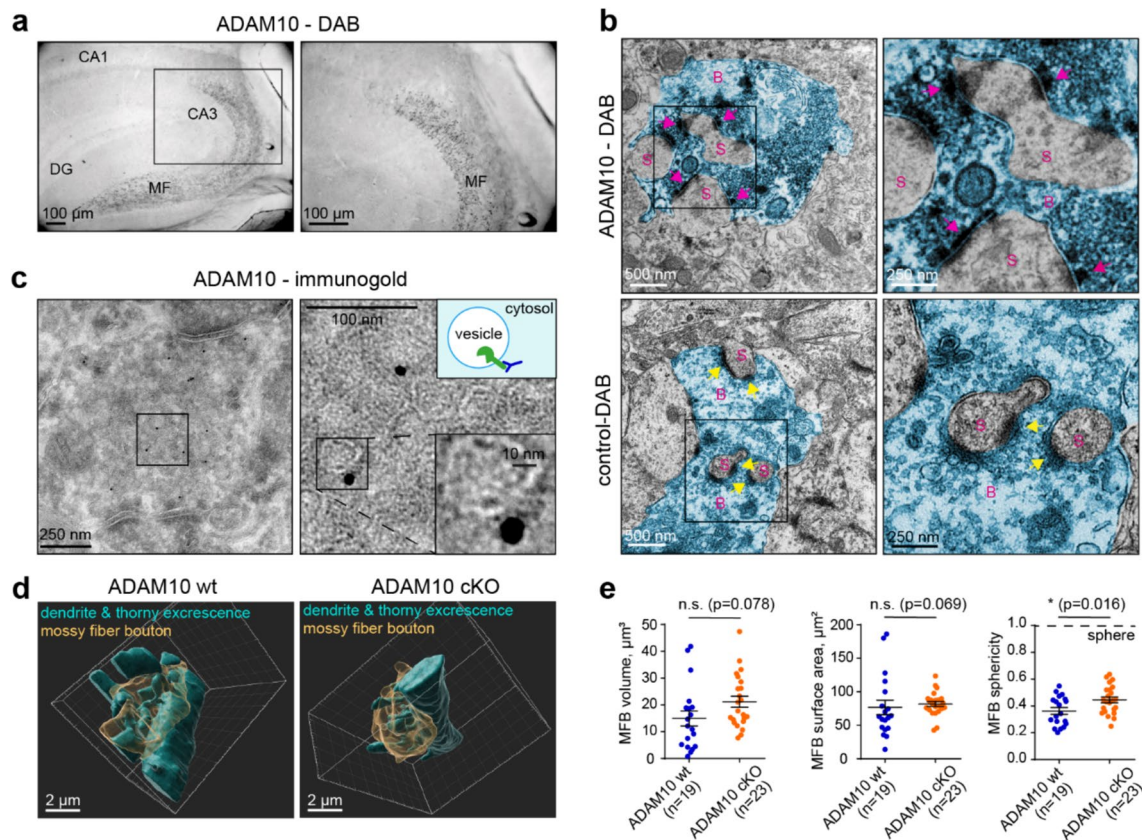 a
ADAM10 - DAB
CA1
CA3
DG
MF
100 µm
MF
100 µm
b
ADAM10 - DAB
B
S
S
S
500 nm
S
S
B
S
250 nm
control-DAB
S
B
S
S
B
500 nm
B
B
B
250 nm
c
ADAM10 - immunogold
250 nm
100 nm
cytosol
vesicle
10 nm
d
ADAM10 wt
dendrite & thorny excrescence
mossy fiber bouton
2 µm
ADAM10 cKO
dendrite & thorny excrescence
mossy fiber bouton
2 µm
e
n.s. (p=0.078)
MFB volume, µm³
50
40
30
20
10
0
ADAM10 wt
(n=19)
ADAM10 cKO
(n=23)
n.s. (p=0.069)
MFB surface area, µm²
200
150
100
50
0
ADAM10 wt
(n=19)
ADAM10 cKO
(n=23)
* (p=0.016)
sphere
MFB sphericity
1.0
0.8
0.6
0.4
0.2
0.0
ADAM10 wt
(n=19)
ADAM10 cKO
(n=23)